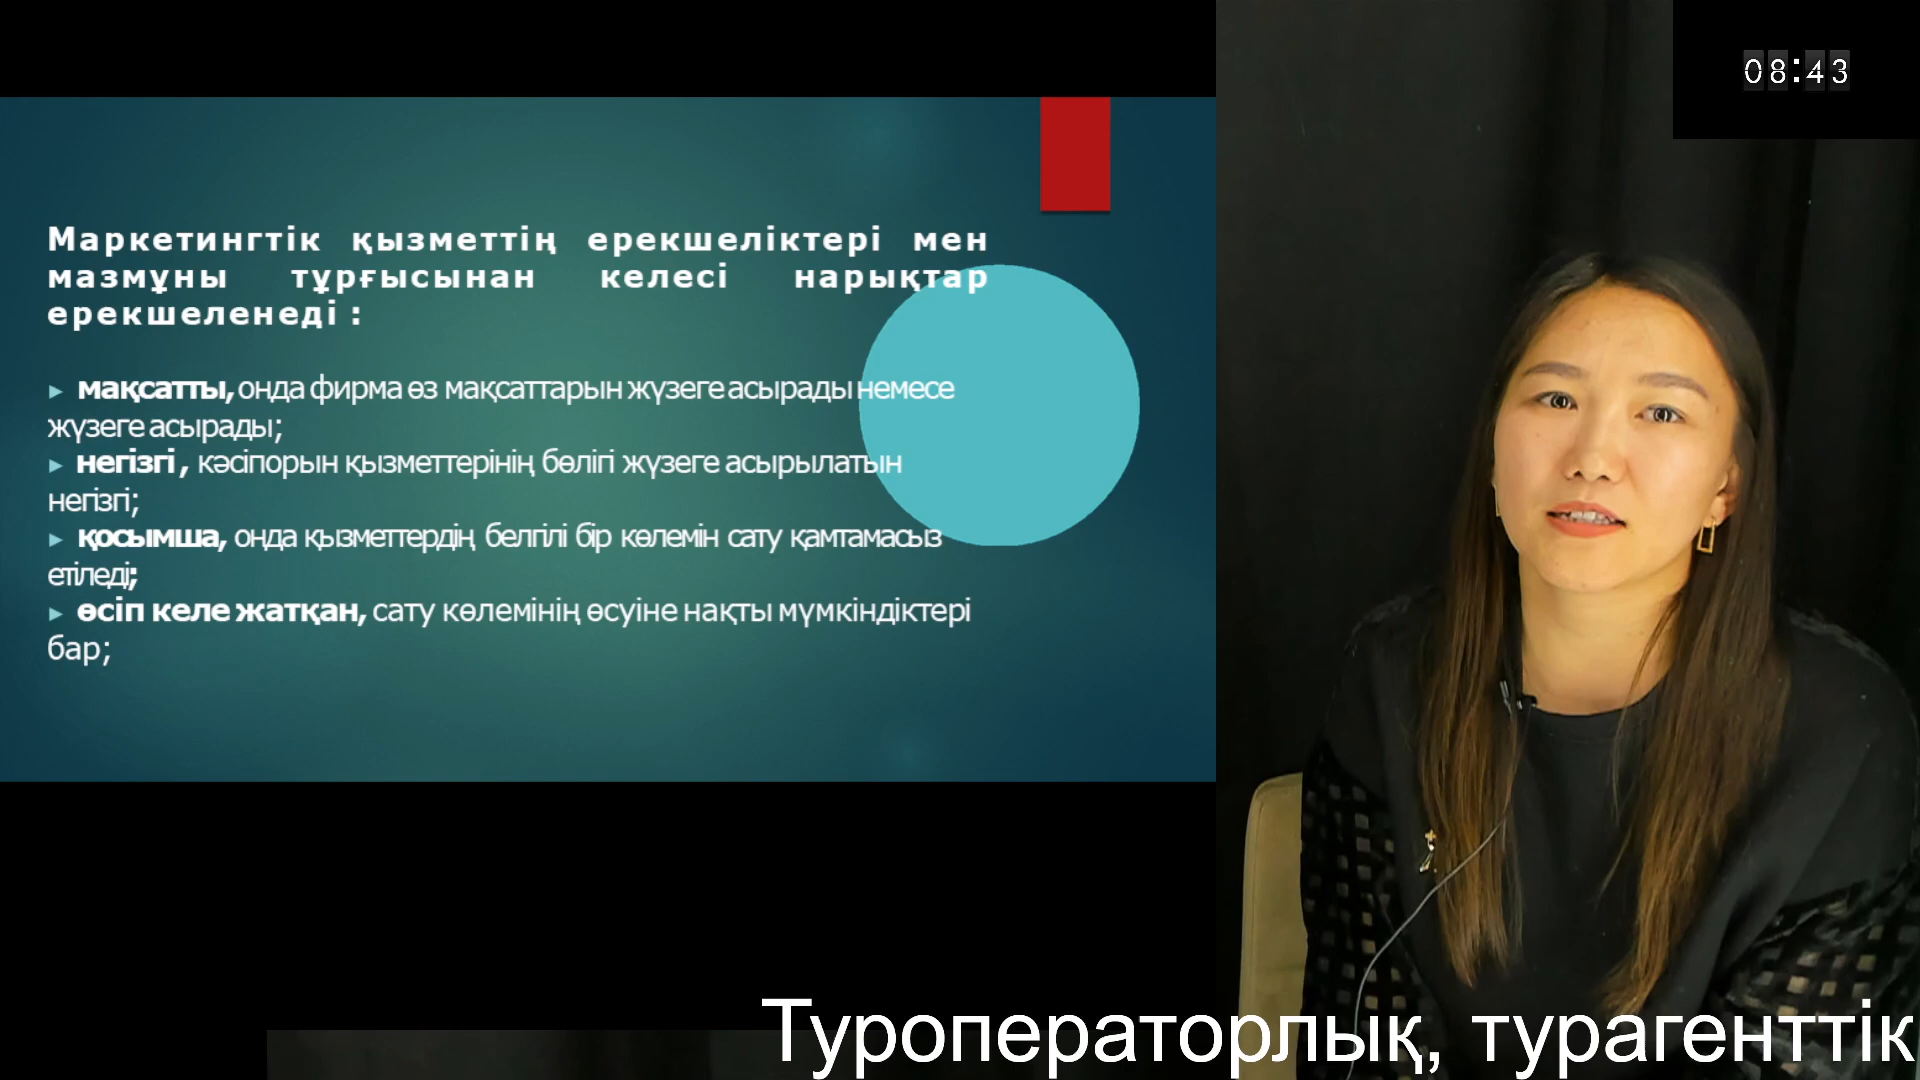 08:43
Маркетингтік қызметтің ерекшеліктері мен
мазмұны тұрғысынан келесі нарықтар
ерекшеленеді :
► мақсатты, онда фирма өз мақсаттарын жүзеге асырады немесе
жүзеге асырады;
► негізгі , кәсіпорын қызметтерінің бөлігі жүзеге асырылатын
негізгі;
► қосымша, онда қызметтердің белгілі бір көлемін сату қамтамасыз
етіледі;
► өсіп келе жатқан, сату көлемінің өсуіне нақты мүмкіндіктері
бар;
Туроператорлық, турагенттік